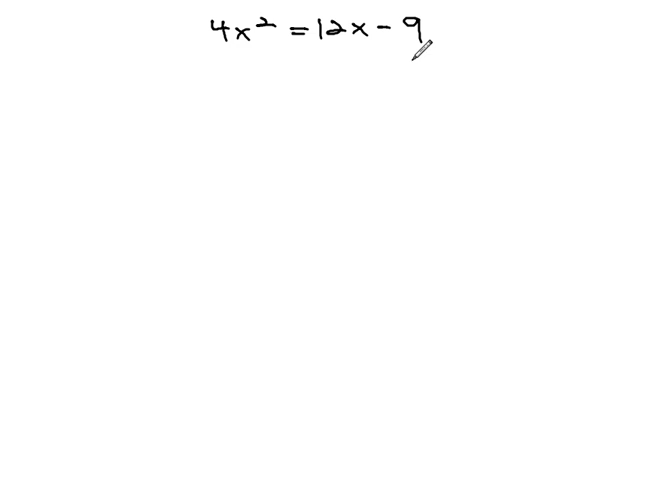 4x² = 12x - 9